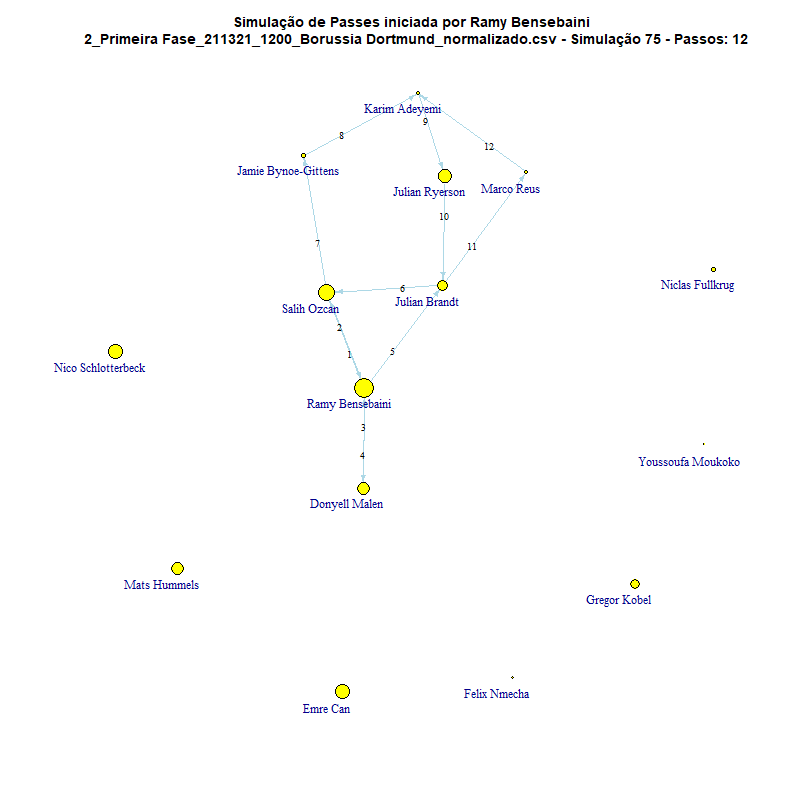 Simulação de Passes iniciada por Ramy Bensebaini
2_Primeira Fase_211321_1200_Borussia Dortmund_normalizado.csv - Simulação 75 - Passos: 12
Karim Adeyemi
9
8
12
Jamie Bynoe-Gittens
Julian Ryerson
Marco Reus
10
7
11
Niclas Fullkrug
6
Salih Ozcan
Julian Brandt
2
1
5
Nico Schlotterbeck
Ramy Bensebaini
3
4
Youssoufa Moukoko
Donyell Malen
Mats Hummels
Gregor Kobel
Felix Nmecha
Emre Can